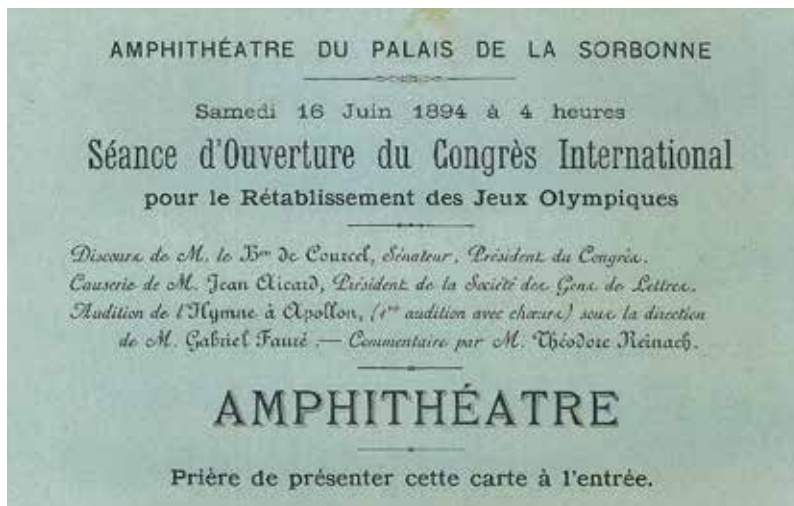 AMPHITHÉATRE DU PALAIS DE LA SORBONNE
Samedi 16 Juin 1894 à 4 heures
Séance d'Ouverture du Congrès International
pour le Rétablissement des Jeux Olympiques
Discours de M. le Bon de Courcel, Sénateur, Président du Congrès.
Causerie de M. Jean Aicard, Président de la Société des Gens de Lettres.
Audition de l'Hymne à Apollon, (1re audition avec chœurs) sous la direction
de M. Gabriel Fauré. — Commentaire par M. Théodore Reinach.
AMPHITHÉATRE
Prière de présenter cette carte à l'entrée.